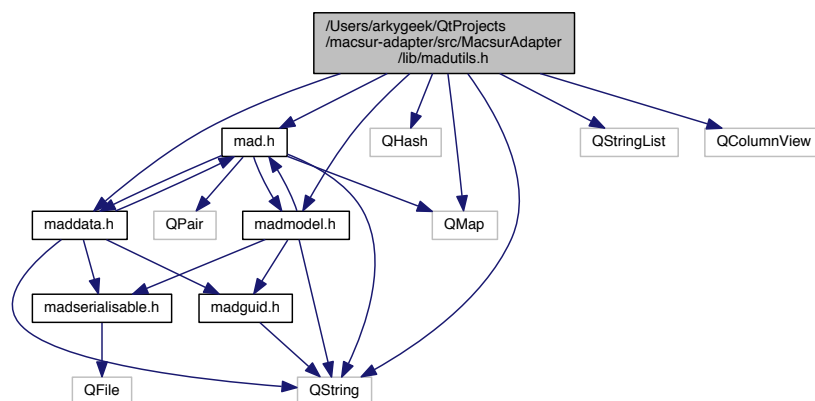 /Users/arkygeek/QtProjects
/macsur-adapter/src/MacsurAdapter
/lib/madutils.h
mad.h
QHash
QStringList
QColumnView
maddata.h
QPair
madmodel.h
QMap
madserialisable.h
madguid.h
QFile
QString